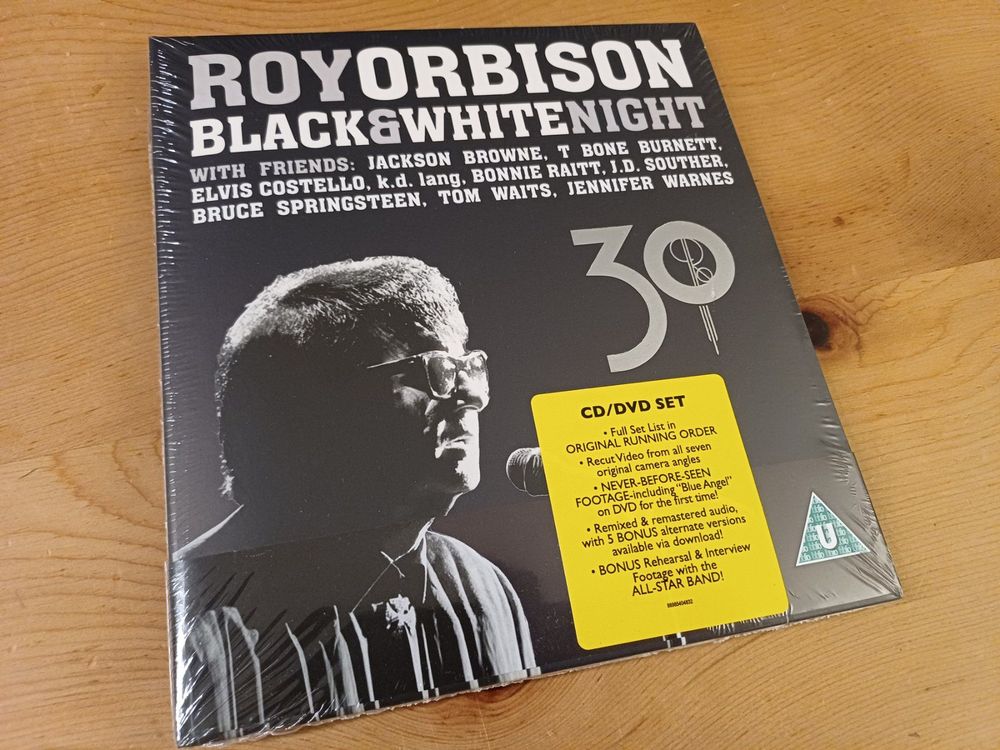 ROYORBISON
BLACK&WHITENIGHT
WITH FRIENDS: JACKSON BROWNE, T BONE BURNETT,
ELVIS COSTELLO, k.d. lang, BONNIE RAITT, J.D. SOUTHER,
BRUCE SPRINGSTEEN, TOM WAITS, JENNIFER WARNES
30
CD/DVD SET
• Full Set List in
ORIGINAL RUNNING ORDER
• Recut Video from all seven
original camera angles
• NEVER-BEFORE-SEEN
FOOTAGE-including "Blue Angel"
on DVD for the first time!
• Remixed & remastered audio,
with 5 BONUS alternate versions
available via download!
• BONUS Rehearsal & Interview
Footage with the
ALL-STAR BAND!
88985404832
U